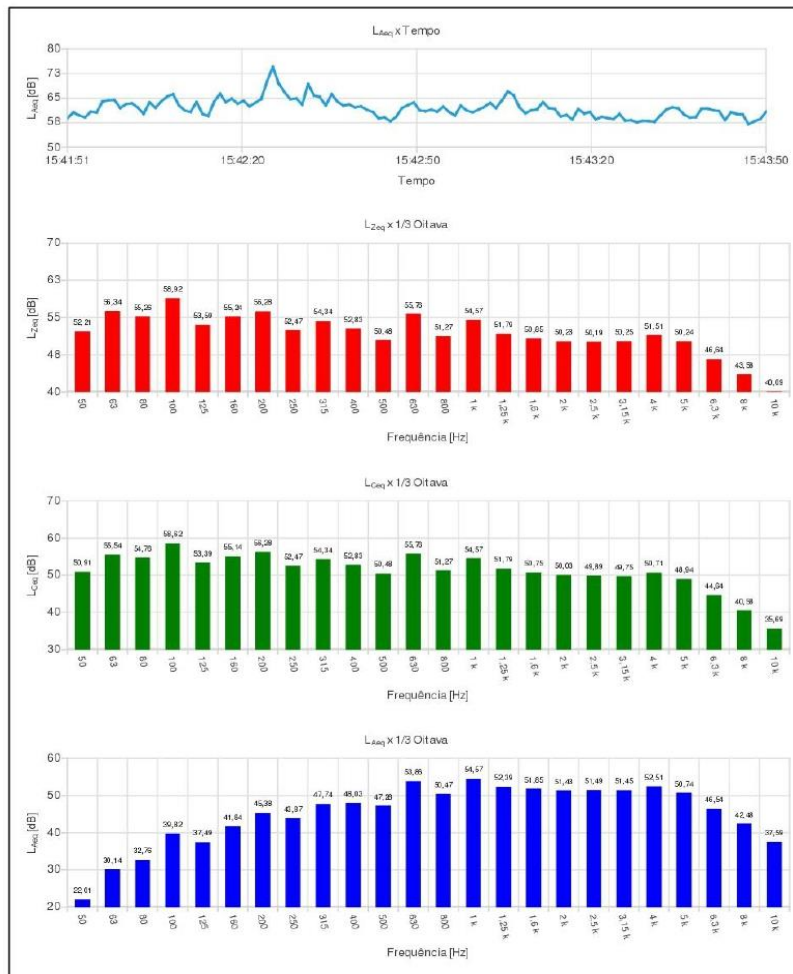 L Aeq x Tempo
80
73
65
58
50
L Aeq [dB]
15:41:51 15:42:20 15:42:50 15:43:20 15:43:50
Tempo
L Zeq x 1/3 Oitava
70
63
55
48
40
L Zeq [dB]
52,21 56,34 55,26 58,92 53,59 55,24 56,28 52,47 54,34 52,83 50,48 55,76 51,27 54,57 51,79 50,85 50,23 50,19 50,25 51,51 50,24 46,64 43,58 40,09
50 63 80 100 125 160 200 250 315 400 500 630 800 1 k 1,25 k 1,6 k 2 k 2,5 k 3,15 k 4 k 5 k 6,3 k 8 k 10 k
Frequência [Hz]
L Ceq x 1/3 Oitava
70
60
50
40
30
L Ceq [dB]
50,91 55,54 54,76 58,62 53,39 55,14 56,28 52,47 54,34 52,83 50,48 55,76 51,27 54,57 51,79 50,75 50,03 49,89 49,75 50,71 48,94 44,64 40,58 35,69
50 63 80 100 125 160 200 250 315 400 500 630 800 1 k 1,25 k 1,6 k 2 k 2,5 k 3,15 k 4 k 5 k 6,3 k 8 k 10 k
Frequência [Hz]
L Aeq x 1/3 Oitava
60
50
40
30
20
L Aeq [dB]
22,01 30,14 32,76 39,82 37,49 41,84 45,38 43,87 47,74 48,03 47,28 53,86 50,47 54,57 52,39 51,85 51,43 51,49 51,45 52,51 50,74 46,54 42,48 37,59
50 63 80 100 125 160 200 250 315 400 500 630 800 1 k 1,25 k 1,6 k 2 k 2,5 k 3,15 k 4 k 5 k 6,3 k 8 k 10 k
Frequência [Hz]